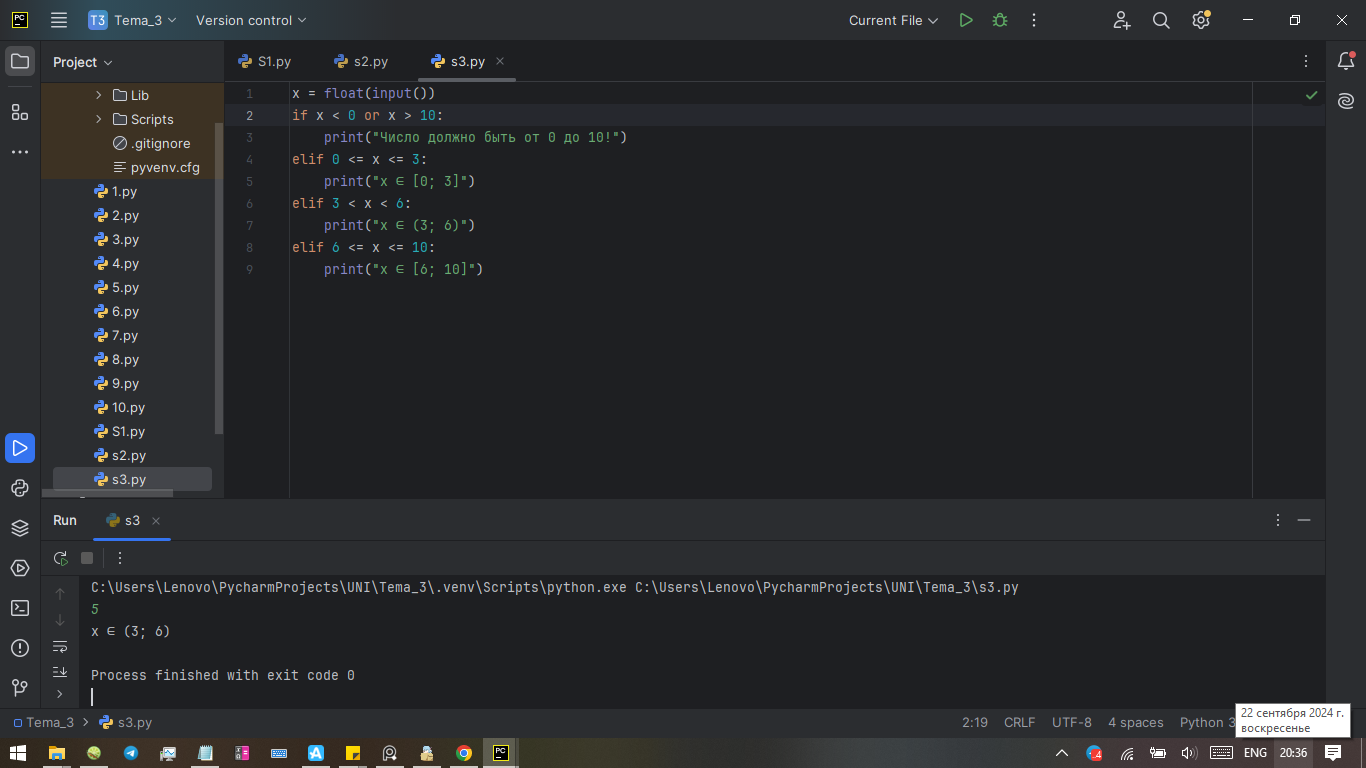 PC T3 Tema_3 Version control Current File
Project S1.py s2.py s3.py
Lib
Scripts
.gitignore
pyvenv.cfg
1.py
2.py
3.py
4.py
5.py
6.py
7.py
8.py
9.py
10.py
S1.py
s2.py
s3.py
1 x = float(input())
2 if x < 0 or x > 10:
3 print("Число должно быть от 0 до 10!")
4 elif 0 <= x <= 3:
5 print("x ∈ [0; 3]")
6 elif 3 < x < 6:
7 print("x ∈ (3; 6)")
8 elif 6 <= x <= 10:
9 print("x ∈ [6; 10]")
Run s3
C:\Users\Lenovo\PycharmProjects\UNI\Tema_3\.venv\Scripts\python.exe C:\Users\Lenovo\PycharmProjects\UNI\Tema_3\s3.py
5
x ∈ (3; 6)
Process finished with exit code 0
Tema_3 s3.py 2:19 CRLF UTF-8 4 spaces Python 3
22 сентября 2024 г.
воскресенье
PC 4 ENG 20:36